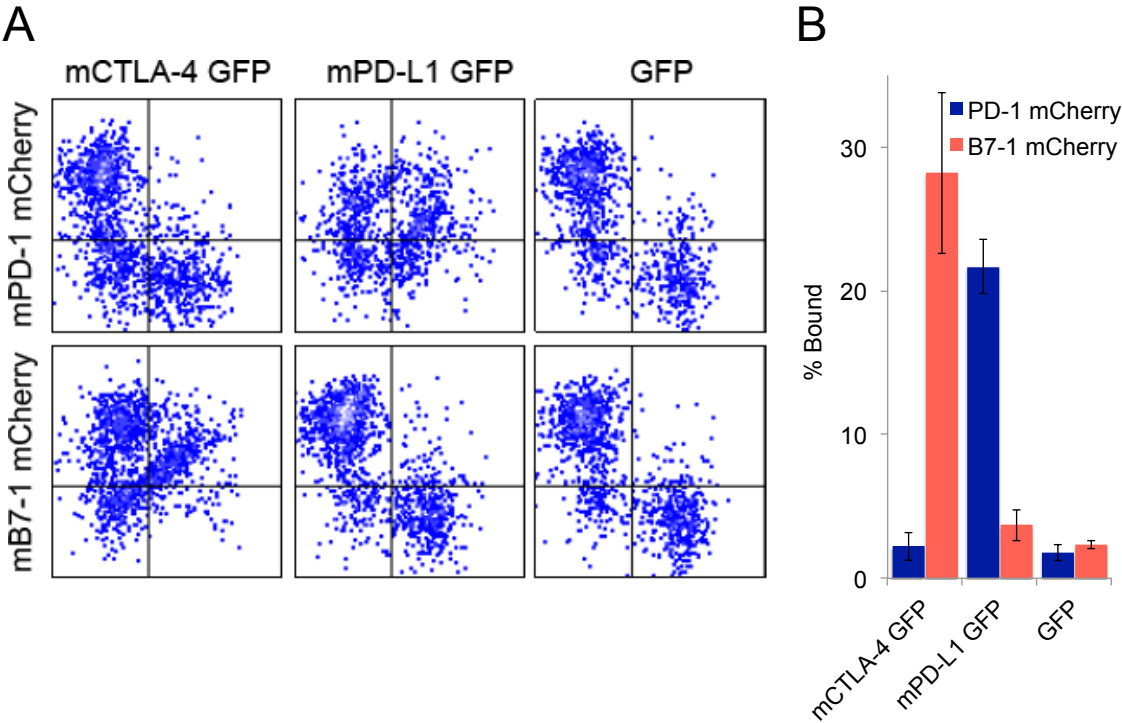 A
B
mCTLA-4 GFP
mPD-L1 GFP
GFP
mPD-1 mCherry
mB7-1 mCherry
PD-1 mCherry
B7-1 mCherry
% Bound
30
20
10
0
mCTLA-4 GFP
mPD-L1 GFP
GFP